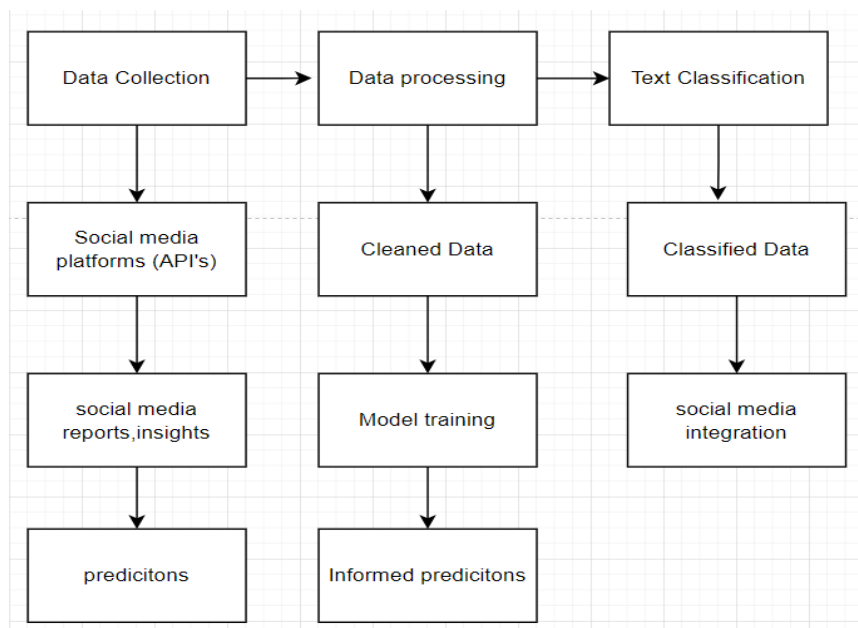 Data Collection
Data processing
Text Classification
Social media
platforms (API's)
Cleaned Data
Classified Data
social media
reports,insights
Model training
social media
integration
predicitons
Informed predicitons